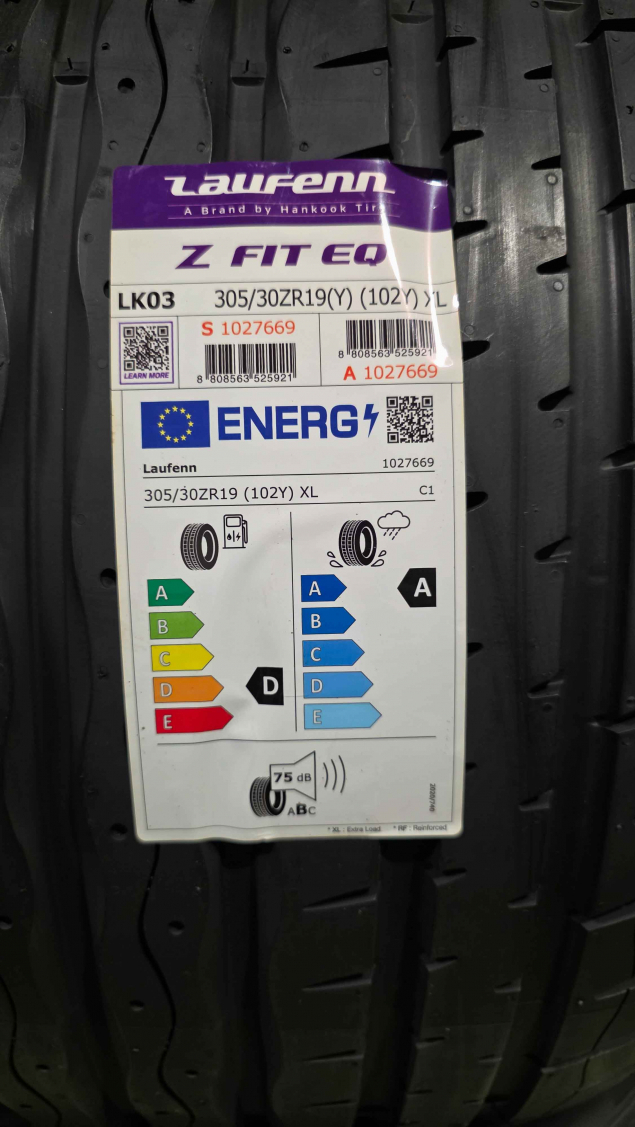 Laufenn
A Brand by Hankook Tire
Z FIT EQ
LK03 305/30ZR19(Y) (102Y) XL
LEARN MORE
S 1027669
8 808563 525921
8 808563 525921
A 1027669
ENERG
Laufenn 1027669
305/30ZR19 (102Y) XL C1
A A A
B B
C C
D D D
E E
75 dB
ABC
2020/740
* XL : Extra Load * RF : Reinforced